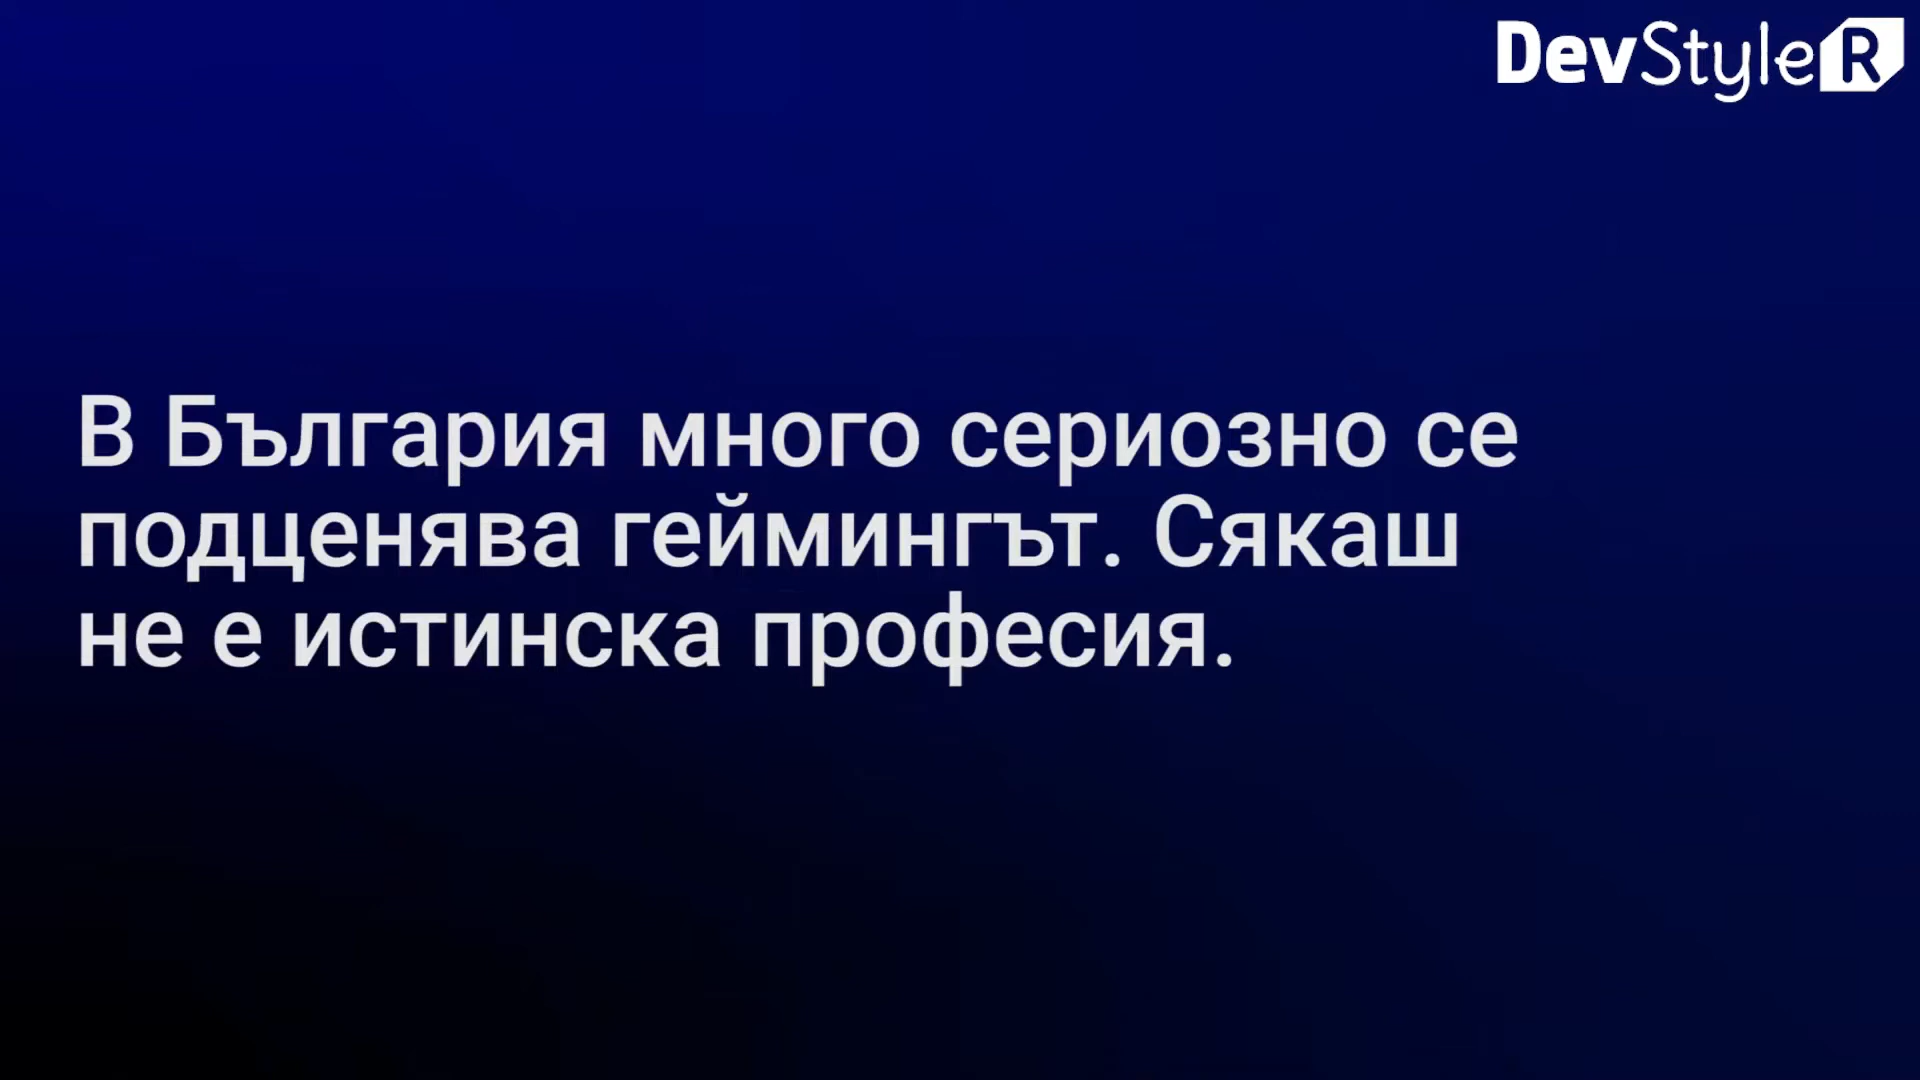 DevStyleR
В България много сериозно се
подценява геймингът. Сякаш
не е истинска професия.